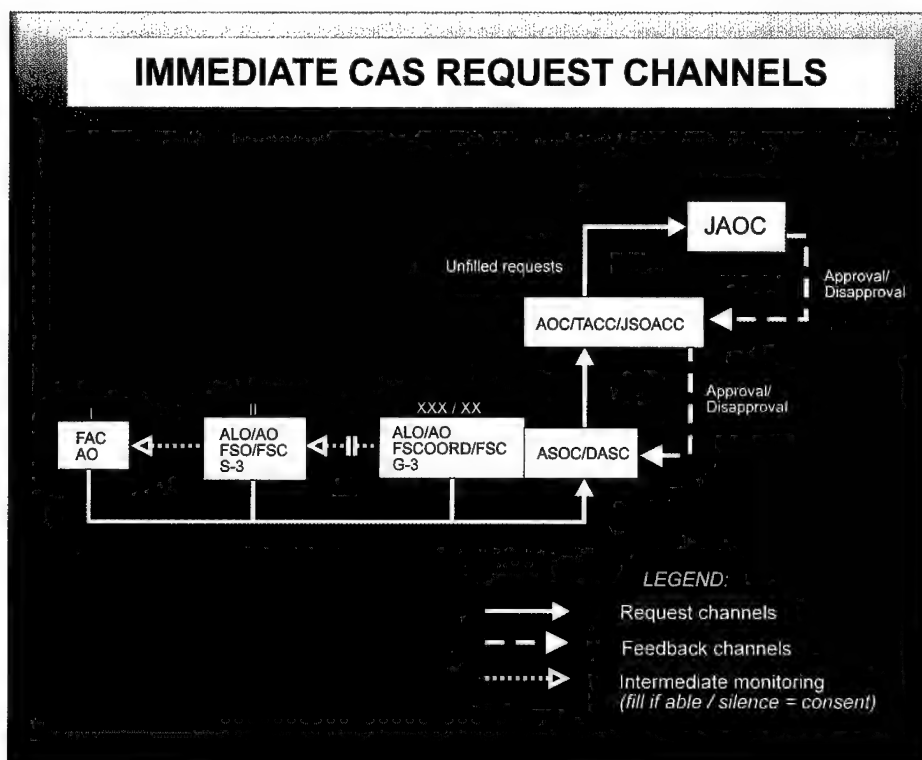 IMMEDIATE CAS REQUEST CHANNELS
JAOC
Unfilled requests
Approval/
Disapproval
AOC/TACC/JSOACC
Approval/
Disapproval
I
FAC
AO
II
ALO/AO
FSO/FSC
S-3
XXX / XX
ALO/AO
FSCOORD/FSC
G-3
ASOC/DASC
LEGEND:
Request channels
Feedback channels
Intermediate monitoring
(fill if able / silence = consent)